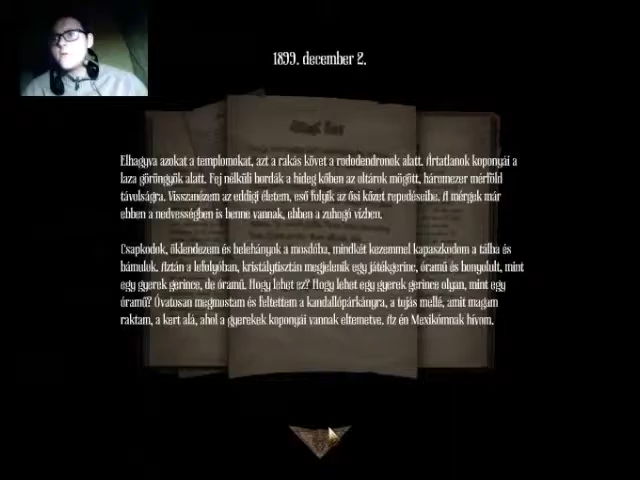 1899. december 2.
Elhagyva azokat a templomokat, azt a rakás követ a rododendronok alatt. Ártatlanok koponyái a
laza göröngyök alatt. Fej nélküli bordák a hideg kőben az oltárok mögött, háromezer mérföld
távolságra. Visszanézem az eddigi életem, eső folyik az ősi kőzet repedéseibe. A mérgek már
ebben a nedvességben is benne vannak, ebben a zuhogó vízben.
Csapkodok, öklendezem és belehányok a mosdóba, mindkét kezemmel kapaszkodom a tálba és
bámulok. Aztán a lefolyóban, kristálytisztán megjelenik egy játékgerinc, óramű és bonyolult, mint
egy gyerek gerince, de óramű. Hogy lehet ez? Hogy lehet egy gyerek gerince olyan, mint egy
óramű? Óvatosan megmostam és feltettem a kandallópárkányra, a tojás mellé, amit magam
raktam, a kert alá, ahol a gyerekek koponyái vannak eltemetve. Az én Mexikómnak hívom.